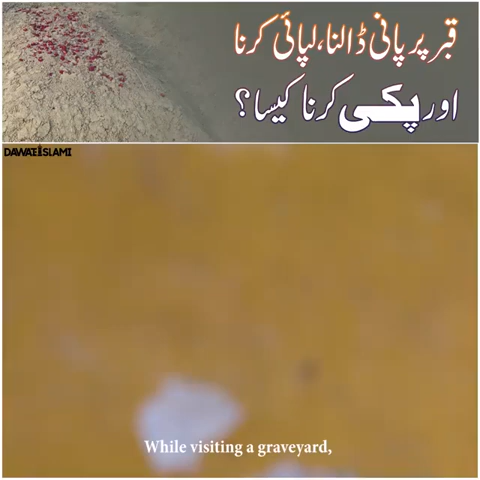 قبر پر پانی ڈالنا، لپائی کرنا
اور پکی کرنا کیسا؟
DAWATEISLAMI
While visiting a graveyard,